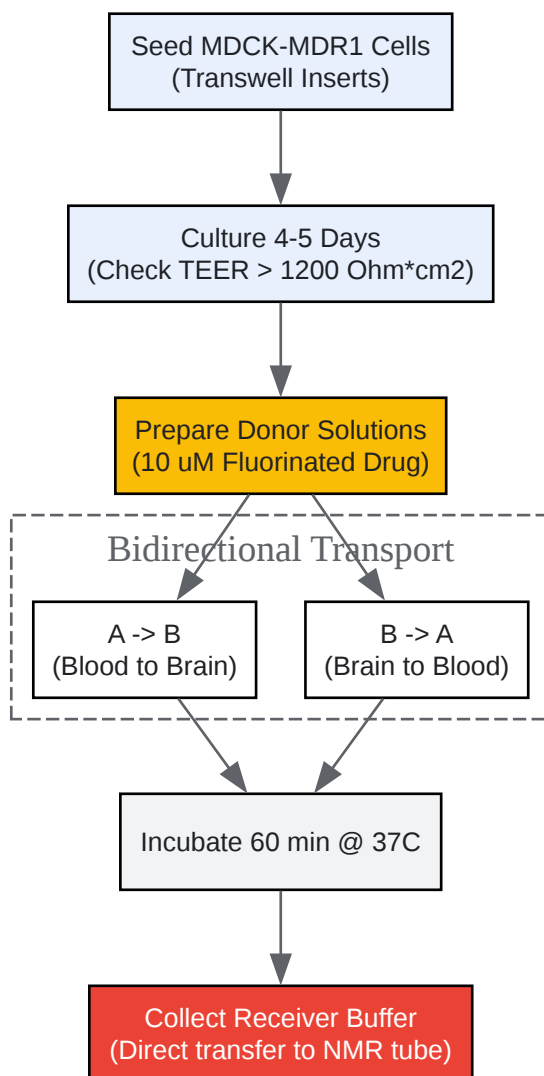 Seed MDCK-MDR1 Cells
(Transwell Inserts)
Culture 4-5 Days
(Check TEER > 1200 Ohm*cm2)
Prepare Donor Solutions
(10 uM Fluorinated Drug)
Bidirectional Transport
A -> B
(Blood to Brain)
B -> A
(Brain to Blood)
Incubate 60 min @ 37C
Collect Receiver Buffer
(Direct transfer to NMR tube)